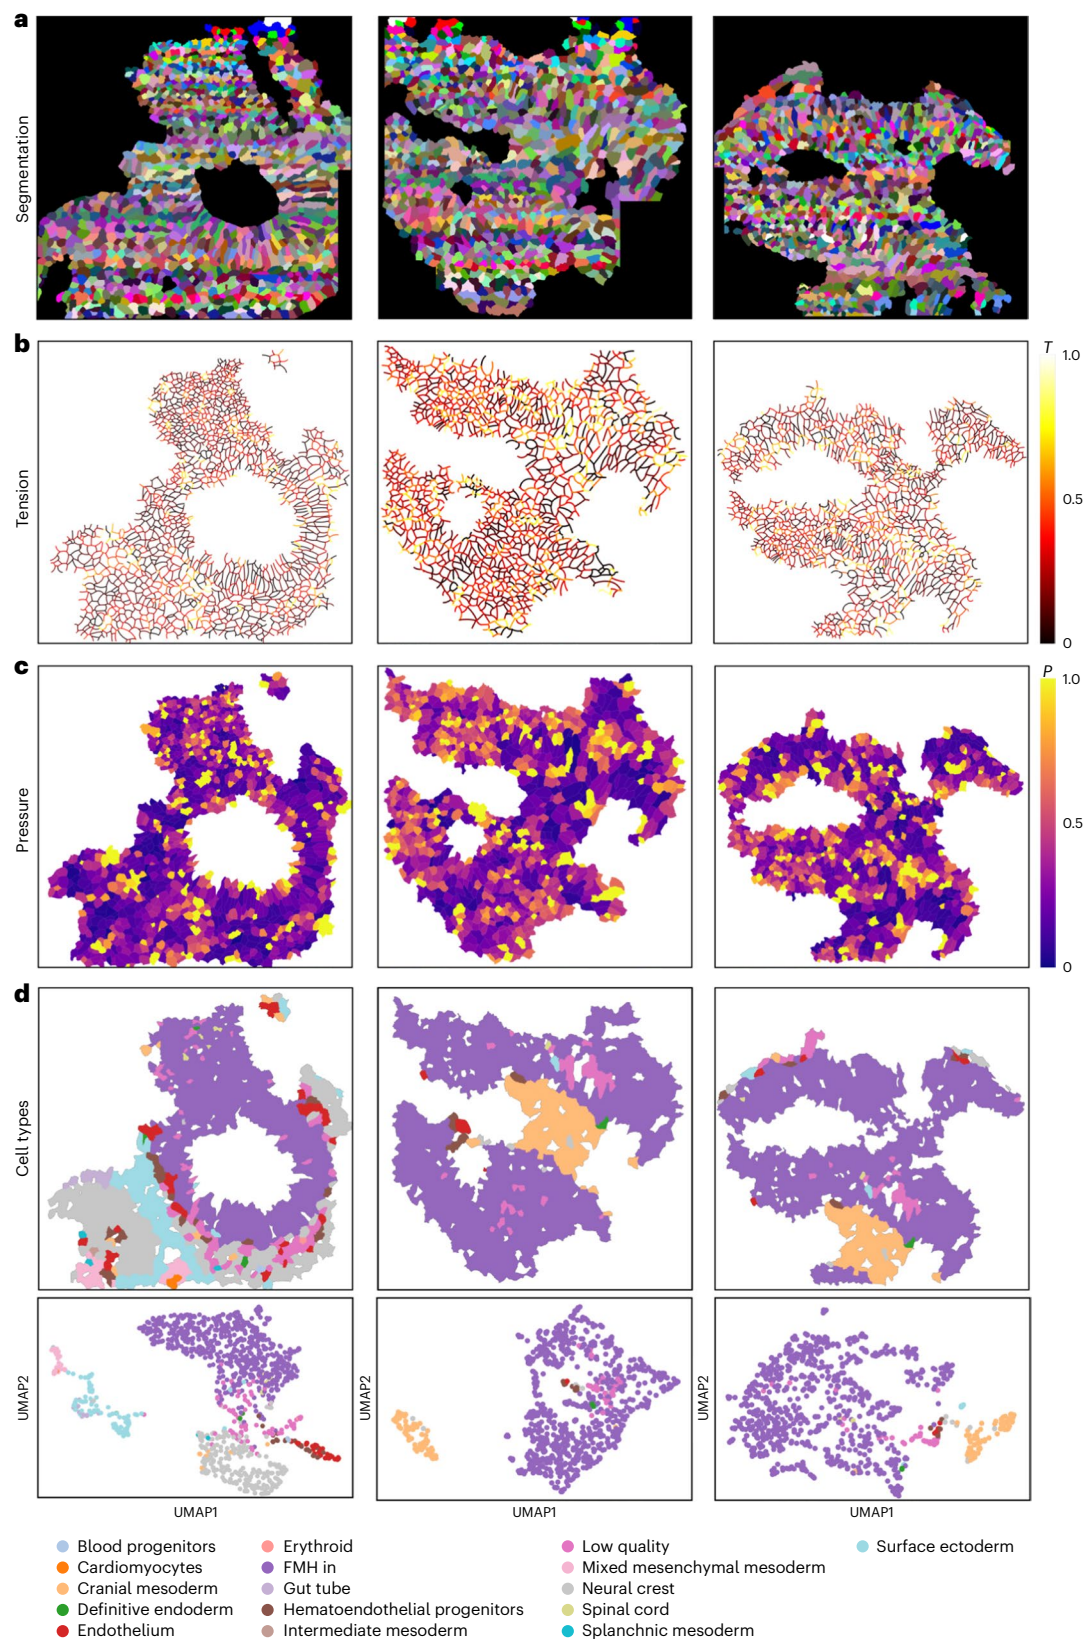 a
Segmentation
b
Tension
T
1.0
0.5
0
c
Pressure
P
1.0
0.5
0
d
Cell types
UMAP2
UMAP2
UMAP2
UMAP1
UMAP1
UMAP1
Blood progenitors
Cardiomyocytes
Cranial mesoderm
Definitive endoderm
Endothelium
Erythroid
FMH in
Gut tube
Hematoendothelial progenitors
Intermediate mesoderm
Low quality
Mixed mesenchymal mesoderm
Neural crest
Spinal cord
Splanchnic mesoderm
Surface ectoderm